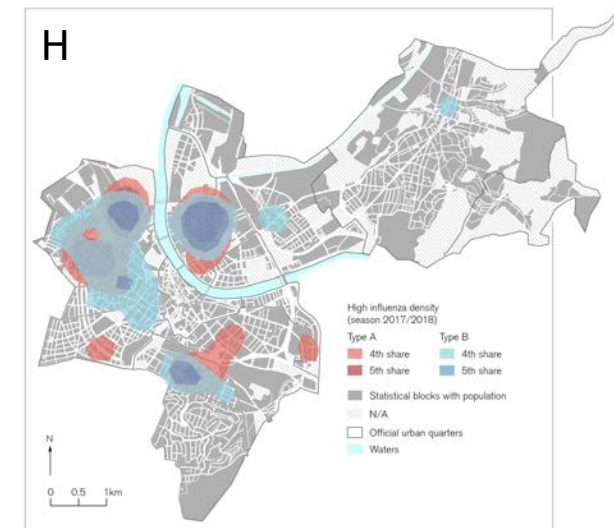 H
High influenza density
(season 2017/2018)
Type A Type B
4th share 4th share
5th share 5th share
Statistical blocks with population
N/A
Official urban quarters
Waters
N
0 0.5 1km